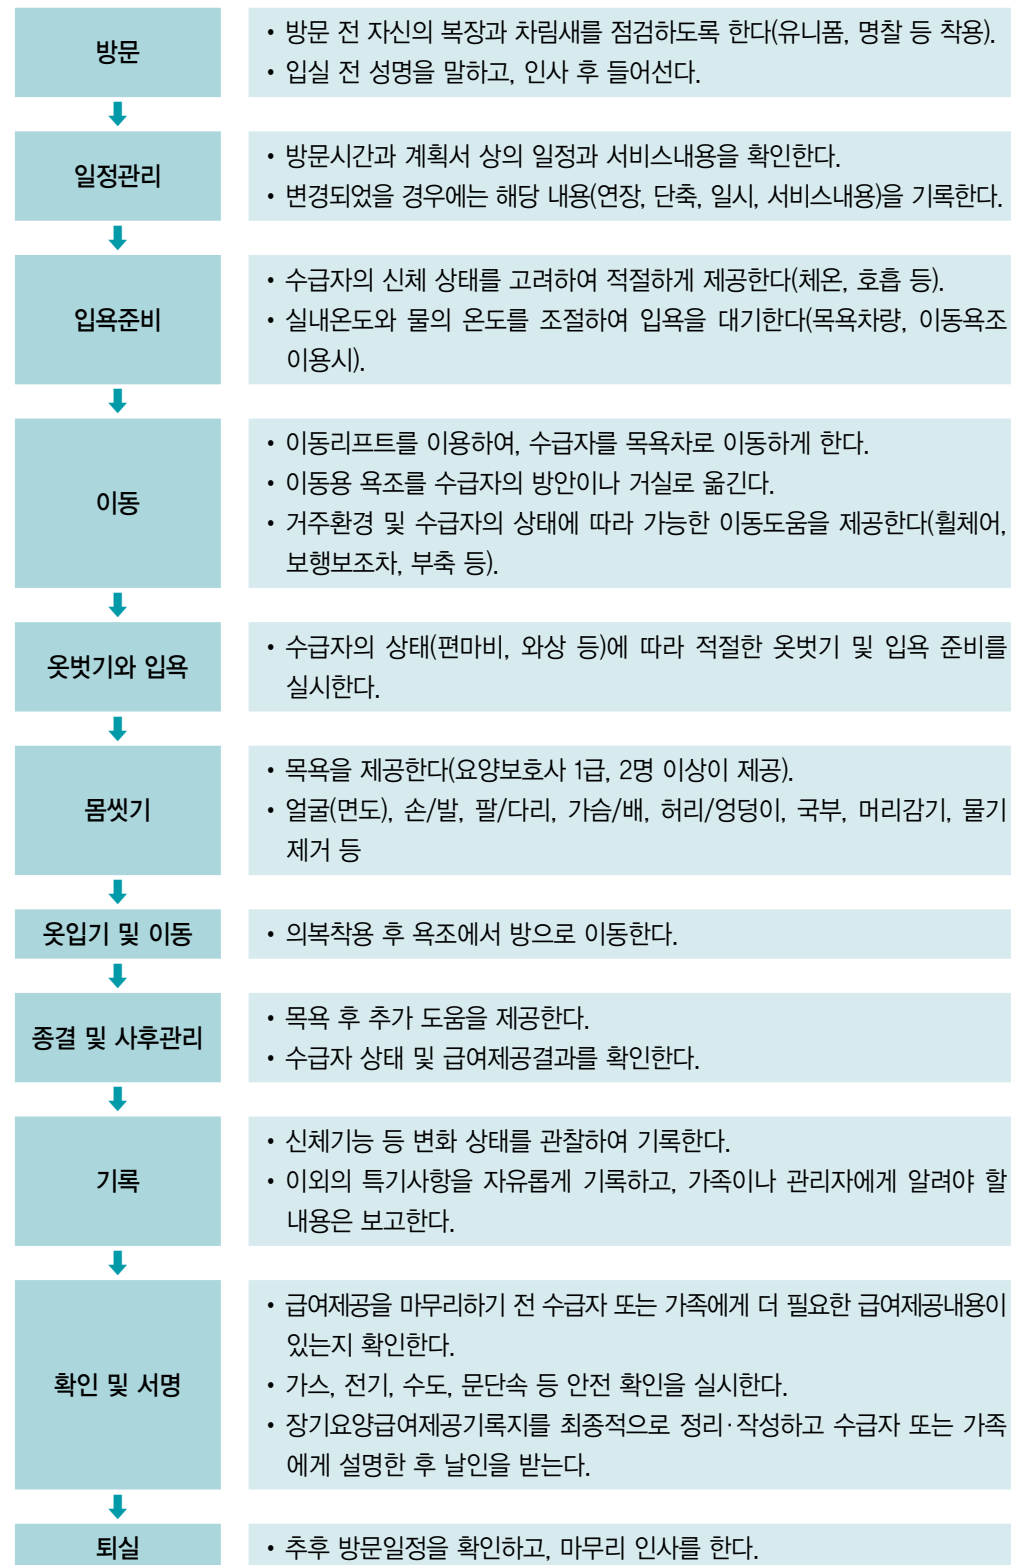 방문
• 방문 전 자신의 복장과 차림새를 점검하도록 한다(유니폼, 명찰 등 착용).
• 입실 전 성명을 말하고, 인사 후 들어선다.
일정관리
• 방문시간과 계획서 상의 일정과 서비스내용을 확인한다.
• 변경되었을 경우에는 해당 내용(연장, 단축, 일시, 서비스내용)을 기록한다.
입욕준비
• 수급자의 신체 상태를 고려하여 적절하게 제공한다(체온, 호흡 등).
• 실내온도와 물의 온도를 조절하여 입욕을 대기한다(목욕차량, 이동욕조
이용시).
이동
• 이동리프트를 이용하여, 수급자를 목욕차로 이동하게 한다.
• 이동용 욕조를 수급자의 방안이나 거실로 옮긴다.
• 거주환경 및 수급자의 상태에 따라 가능한 이동도움을 제공한다(휠체어,
보행보조차, 부축 등).
옷벗기와 입욕
• 수급자의 상태(편마비, 와상 등)에 따라 적절한 옷벗기 및 입욕 준비를
실시한다.
몸씻기
• 목욕을 제공한다(요양보호사 1급, 2명 이상이 제공).
• 얼굴(면도), 손/발, 팔/다리, 가슴/배, 허리/엉덩이, 국부, 머리감기, 물기
제거 등
옷입기 및 이동
• 의복착용 후 욕조에서 방으로 이동한다.
종결 및 사후관리
• 목욕 후 추가 도움을 제공한다.
• 수급자 상태 및 급여제공결과를 확인한다.
기록
• 신체기능 등 변화 상태를 관찰하여 기록한다.
• 이외의 특기사항을 자유롭게 기록하고, 가족이나 관리자에게 알려야 할
내용은 보고한다.
확인 및 서명
• 급여제공을 마무리하기 전 수급자 또는 가족에게 더 필요한 급여제공내용이
있는지 확인한다.
• 가스, 전기, 수도, 문단속 등 안전 확인을 실시한다.
• 장기요양급여제공기록지를 최종적으로 정리·작성하고 수급자 또는 가족
에게 설명한 후 날인을 받는다.
퇴실
• 추후 방문일정을 확인하고, 마무리 인사를 한다.